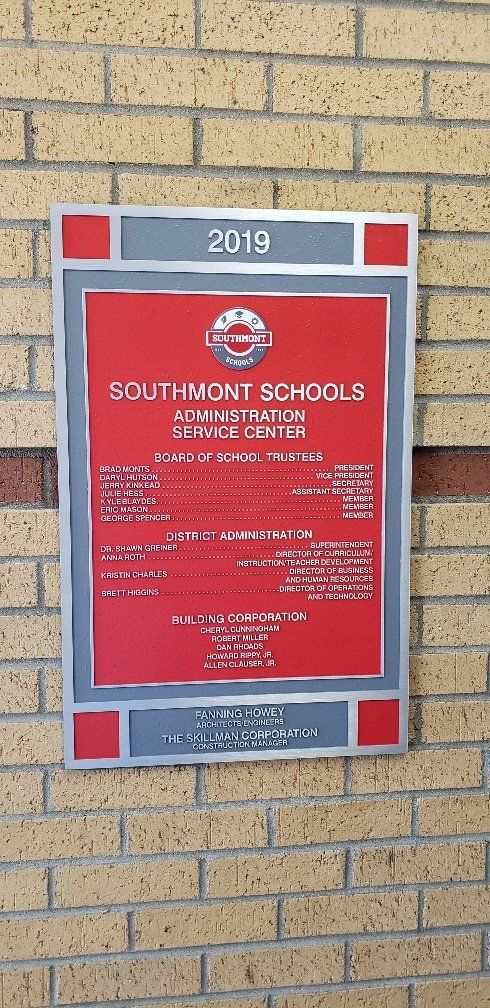 2019
SOUTHMONT
SCHOOLS
SOUTHMONT SCHOOLS
ADMINISTRATION
SERVICE CENTER
BOARD OF SCHOOL TRUSTEES
BRAD MONTS PRESIDENT
DARYL HUTSON VICE PRESIDENT
JERRY KINKEAD SECRETARY
JULIE HESS ASSISTANT SECRETARY
KYLE BLAYDES MEMBER
ERIC MASON MEMBER
GEORGE SPENCER MEMBER
DISTRICT ADMINISTRATION
DR. SHAWN GREINER SUPERINTENDENT
ANNA ROTH DIRECTOR OF CURRICULUM/
INSTRUCTION/TEACHER DEVELOPMENT
KRISTIN CHARLES DIRECTOR OF BUSINESS
AND HUMAN RESOURCES
BRETT HIGGINS DIRECTOR OF OPERATIONS
AND TECHNOLOGY
BUILDING CORPORATION
CHERYL CUNNINGHAM
ROBERT MILLER
DAN RHOADS
HOWARD RIPPY, JR.
ALLEN CLAUSER, JR.
FANNING HOWEY
ARCHITECTS/ENGINEERS
THE SKILLMAN CORPORATION
CONSTRUCTION MANAGER